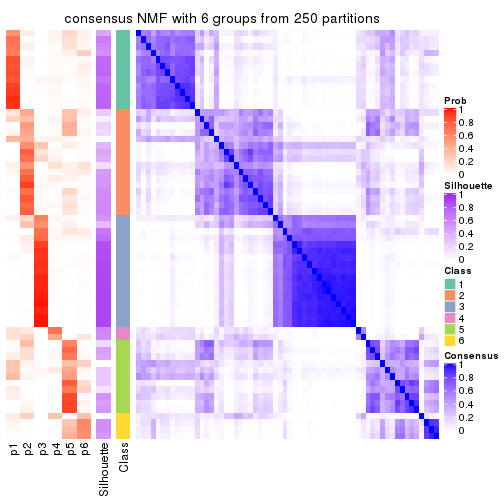 consensus NMF with 6 groups from 250 partitions
Prob
1
0.8
0.6
0.4
0.2
0
Silhouette
1
0.8
0.6
0.4
0.2
0
Class
1
2
3
4
5
6
Consensus
1
0.8
0.6
0.4
0.2
0
p1
p2
p3
p4
p5
p6
Silhouette
Class